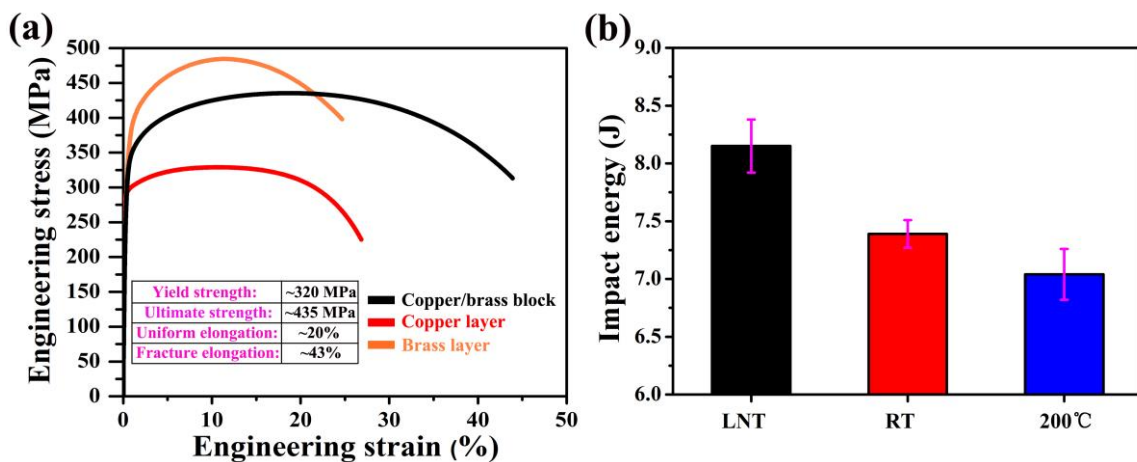 (a)
Engineering stress (MPa)
500
450
400
350
300
250
200
150
100
50
0
0 10 20 30 40 50
Engineering strain (%)
Yield strength: ~320 MPa
Ultimate strength: ~435 MPa
Uniform elongation: ~20%
Fracture elongation: ~43%
Copper/brass block
Copper layer
Brass layer
(b)
Impact energy (J)
9.0
8.5
8.0
7.5
7.0
6.5
6.0
LNT RT 200℃